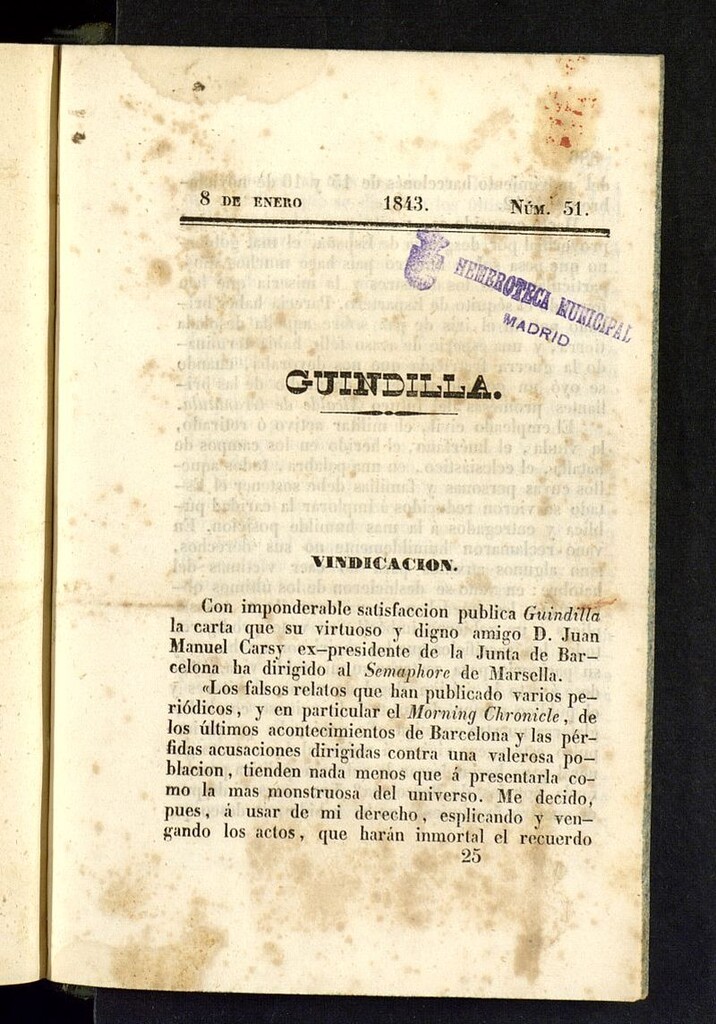 8 DE ENERO 1843. NÚM. 51.
HEMEROTECA MUNICIPAL
MADRID
GUINDILLA.
VINDICACION.
Con imponderable satisfaccion publica Guindilla
la carta que su virtuoso y digno amigo D. Juan
Manuel Carsy ex-presidente de la Junta de Bar-
celona ha dirigido al Semaphore de Marsella.
«Los falsos relatos que han publicado varios pe-
riódicos, y en particular el Morning Chronicle, de
los últimos acontecimientos de Barcelona y las pér-
fidas acusaciones dirigidas contra una valerosa po-
blacion, tienden nada menos que á presentarla co-
mo la mas monstruosa del universo. Me decido,
pues, á usar de mi derecho, esplicando y ven-
gando los actos, que harán inmortal el recuerdo
25